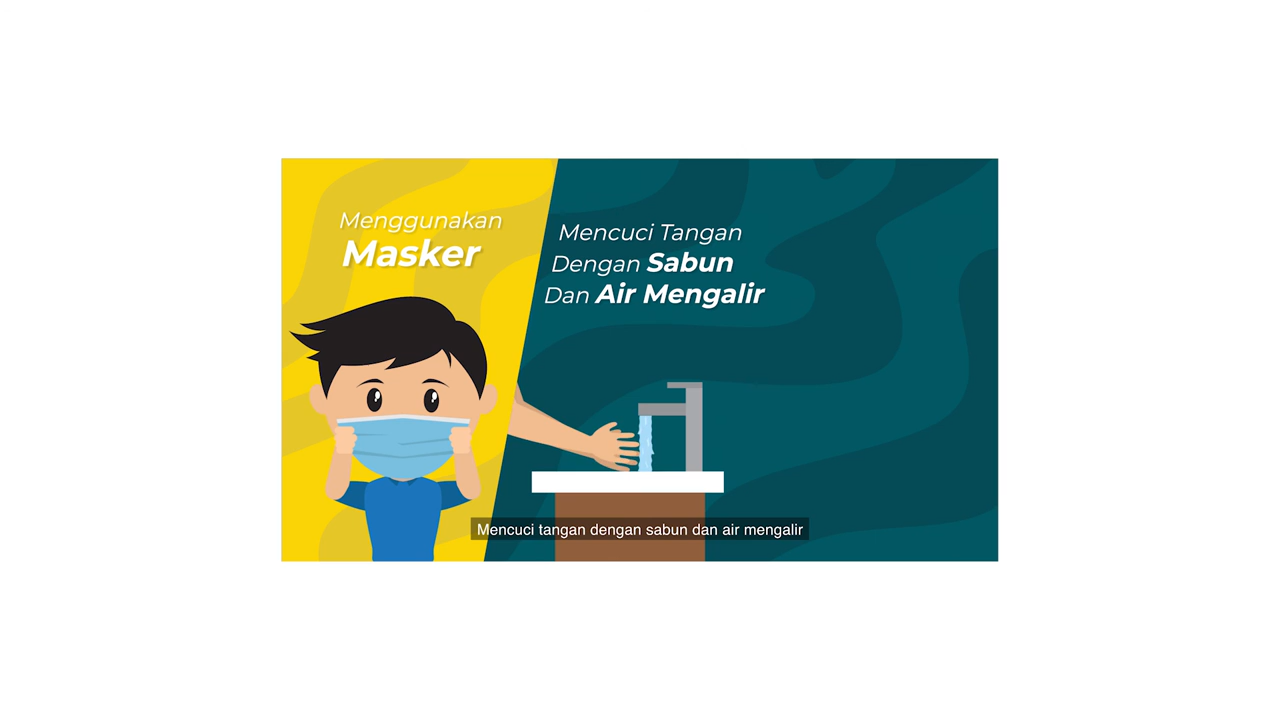 Menggunakan
Masker
Mencuci Tangan
Dengan Sabun
Dan Air Mengalir
Mencuci tangan dengan sabun dan air mengalir